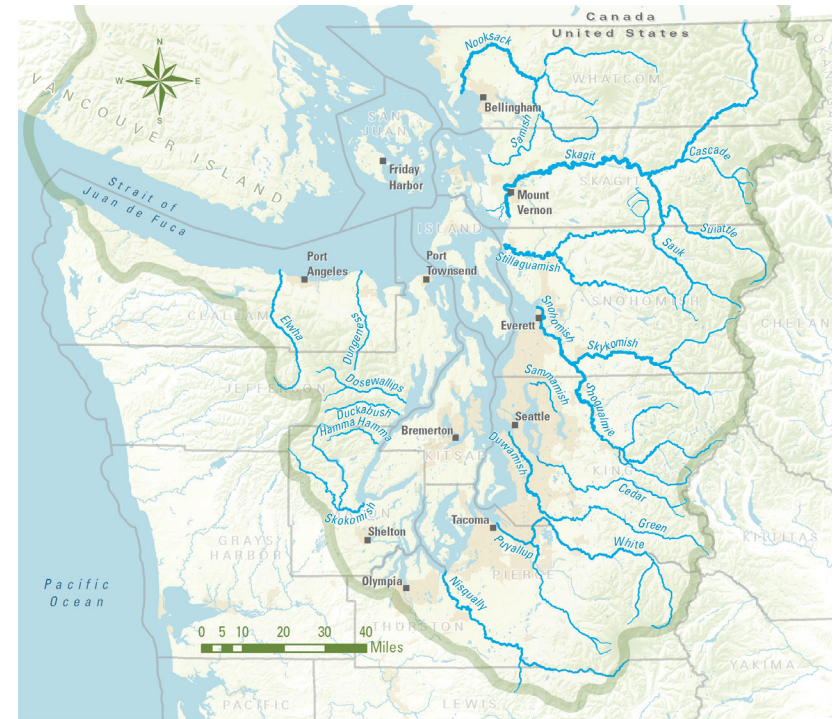 Canada
United States
N
W
E
S
VANCOUVER ISLAND
Nooksack
WHATCOM
Bellingham
Samish
SAN
JUAN
Friday
Harbor
Strait of
Juan de Fuca
Skagit
Cascade
SKAGIT
Mount
Vernon
ISLAND
Suiattle
Sauk
Stillaguamish
Port
Angeles
Port
Townsend
CLALLAM
Elwha
Dungeness
SNOHOMISH
Snohomish
Everett
CHELAN
Skykomish
JEFFERSON
Dosewallips
Sammamish
Snoqualmie
Duckabush
Hamma Hamma
Bremerton
Seattle
KITSAP
Duwamish
KING
Cedar
Skokomish
MASON
Shelton
Tacoma
Green
White
KITTITAS
GRAYS
HARBOR
Puyallup
PIERCE
Pacific
Ocean
Olympia
Nisqually
THURSTON
0 5 10 20 30 40
Miles
YAKIMA
PACIFIC
LEWIS